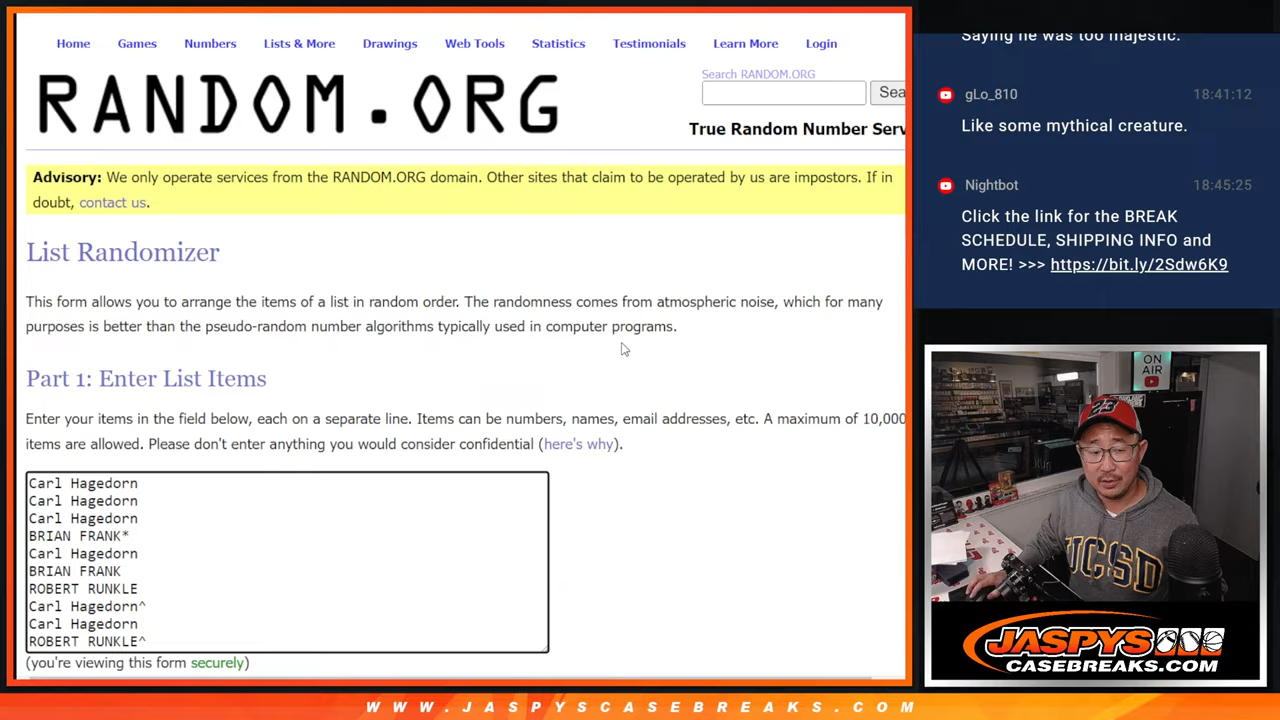 Home Games Numbers Lists & More Drawings Web Tools Statistics Testimonials Learn More Login
RANDOM.ORG
Search RANDOM.ORG
Sea
True Random Number Serv
Advisory: We only operate services from the RANDOM.ORG domain. Other sites that claim to be operated by us are impostors. If in
doubt, contact us.
List Randomizer
This form allows you to arrange the items of a list in random order. The randomness comes from atmospheric noise, which for many
purposes is better than the pseudo-random number algorithms typically used in computer programs.
Part 1: Enter List Items
Enter your items in the field below, each on a separate line. Items can be numbers, names, email addresses, etc. A maximum of 10,000
items are allowed. Please don't enter anything you would consider confidential (here's why).
Carl Hagedorn
Carl Hagedorn
Carl Hagedorn
BRIAN FRANK*
Carl Hagedorn
BRIAN FRANK
ROBERT RUNKLE
Carl Hagedorn^
Carl Hagedorn
ROBERT RUNKLE^
(you're viewing this form securely)
Saying he was too majestic.
gLo_810 18:41:12
Like some mythical creature.
Nightbot 18:45:25
Click the link for the BREAK
SCHEDULE, SHIPPING INFO and
MORE! >>> https://bit.ly/2Sdw6K9
ON
AIR
23
UCSD
JASPYS
CASEBREAKS.COM
WWW.JASPYSCASEBREAKS.COM